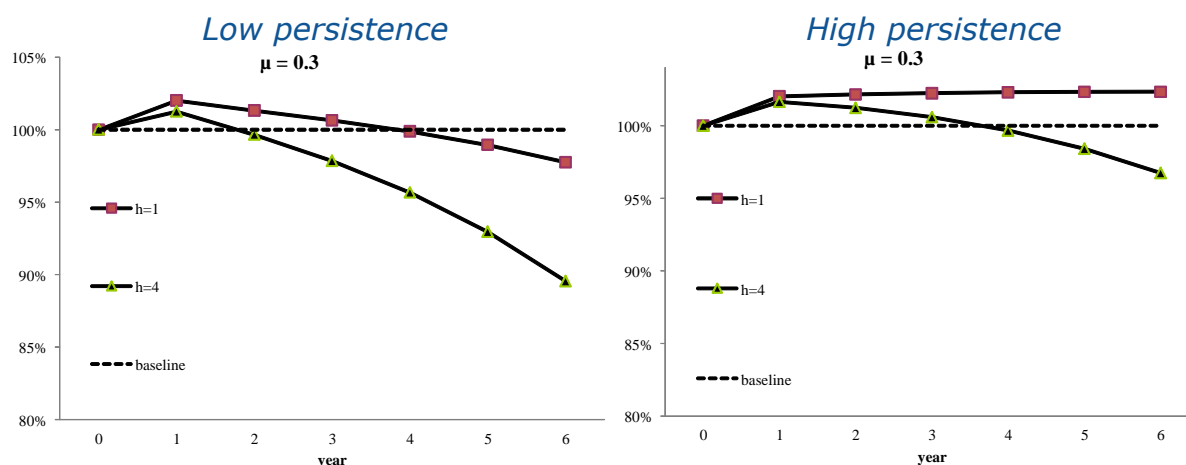 Low persistence
μ = 0.3
105%
100%
95%
90%
85%
80%
h=1
h=4
baseline
0 1 2 3 4 5 6
year
High persistence
μ = 0.3
100%
95%
90%
85%
80%
h=1
h=4
baseline
0 1 2 3 4 5 6
year